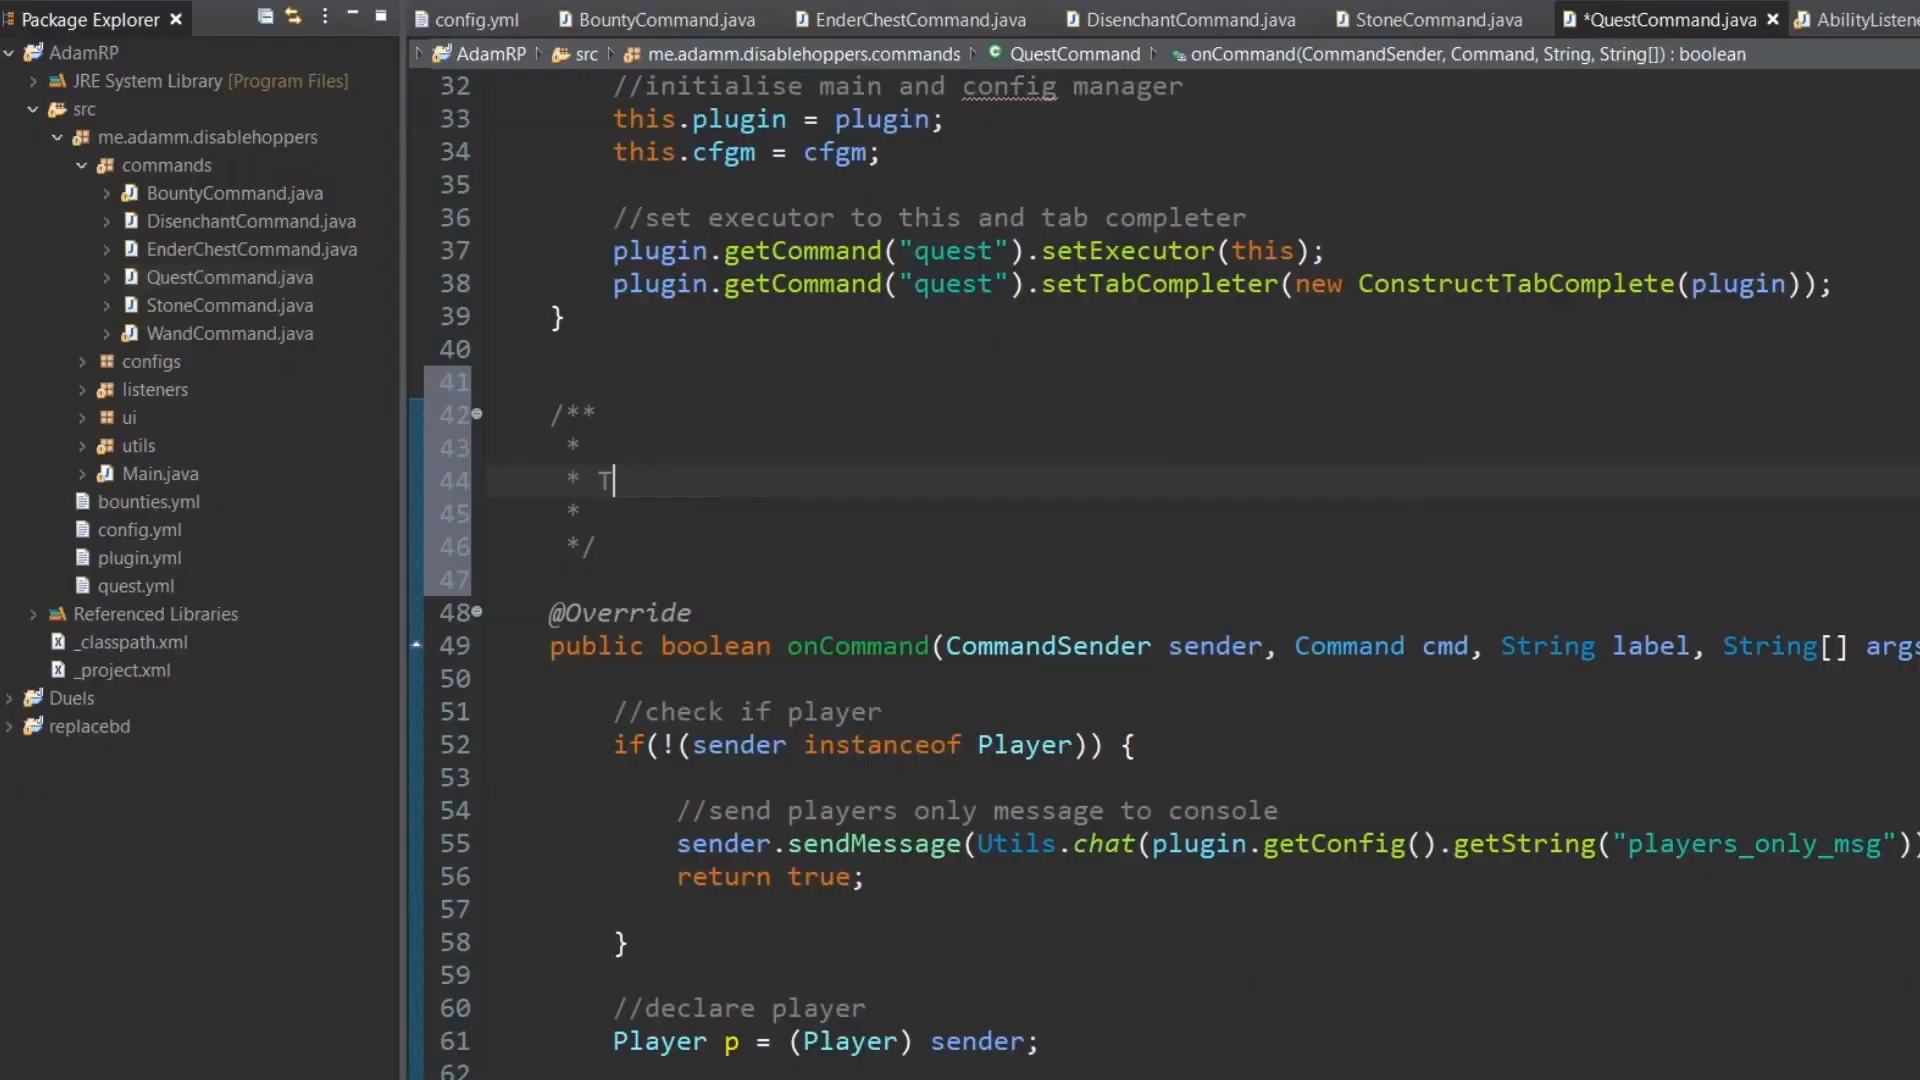 Package Explorer
config.yml
BountyCommand.java
EnderChestCommand.java
DisenchantCommand.java
StoneCommand.java
*QuestCommand.java
AbilityListene
AdamRP
src
me.adamm.disablehoppers.commands
QuestCommand
onCommand(CommandSender, Command, String, String[]) : boolean
AdamRP
JRE System Library [Program Files]
src
me.adamm.disablehoppers
commands
BountyCommand.java
DisenchantCommand.java
EnderChestCommand.java
QuestCommand.java
StoneCommand.java
WandCommand.java
configs
listeners
ui
utils
Main.java
bounties.yml
config.yml
plugin.yml
quest.yml
Referenced Libraries
_classpath.xml
_project.xml
Duels
replacebd
32 //initialise main and config manager
33 this.plugin = plugin;
34 this.cfgm = cfgm;
35
36 //set executor to this and tab completer
37 plugin.getCommand("quest").setExecutor(this);
38 plugin.getCommand("quest").setTabCompleter(new ConstructTabComplete(plugin));
39 }
40
41
42 /**
43 *
44 * T
45 *
46 */
47
48 @Override
49 public boolean onCommand(CommandSender sender, Command cmd, String label, String[] args
50
51 //check if player
52 if(!(sender instanceof Player)) {
53
54 //send players only message to console
55 sender.sendMessage(Utils.chat(plugin.getConfig().getString("players_only_msg"))
56 return true;
57
58 }
59
60 //declare player
61 Player p = (Player) sender;
62